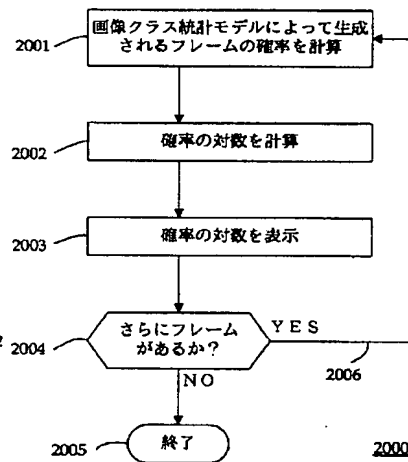 2001
画像クラス統計モデルによって生成
されるフレームの確率を計算
2002
確率の対数を計算
2003
確率の対数を表示
2004
さらにフレーム
があるか？
YES
2006
NO
2005
終了
2000